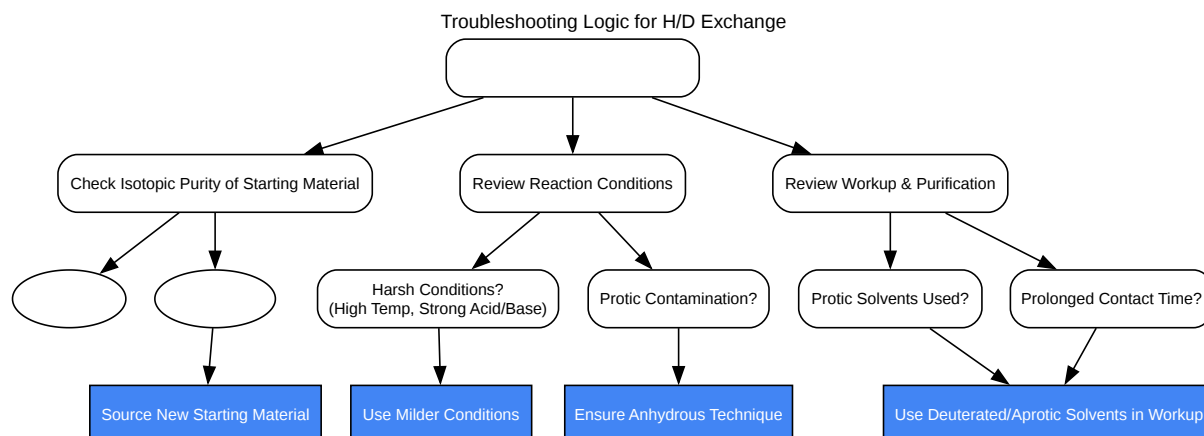 Troubleshooting Logic for H/D Exchange
Check Isotopic Purity of Starting Material
Review Reaction Conditions
Review Workup & Purification
Harsh Conditions?
(High Temp, Strong Acid/Base)
Protic Contamination?
Protic Solvents Used?
Prolonged Contact Time?
Source New Starting Material
Use Milder Conditions
Ensure Anhydrous Technique
Use Deuterated/Aprotic Solvents in Workup